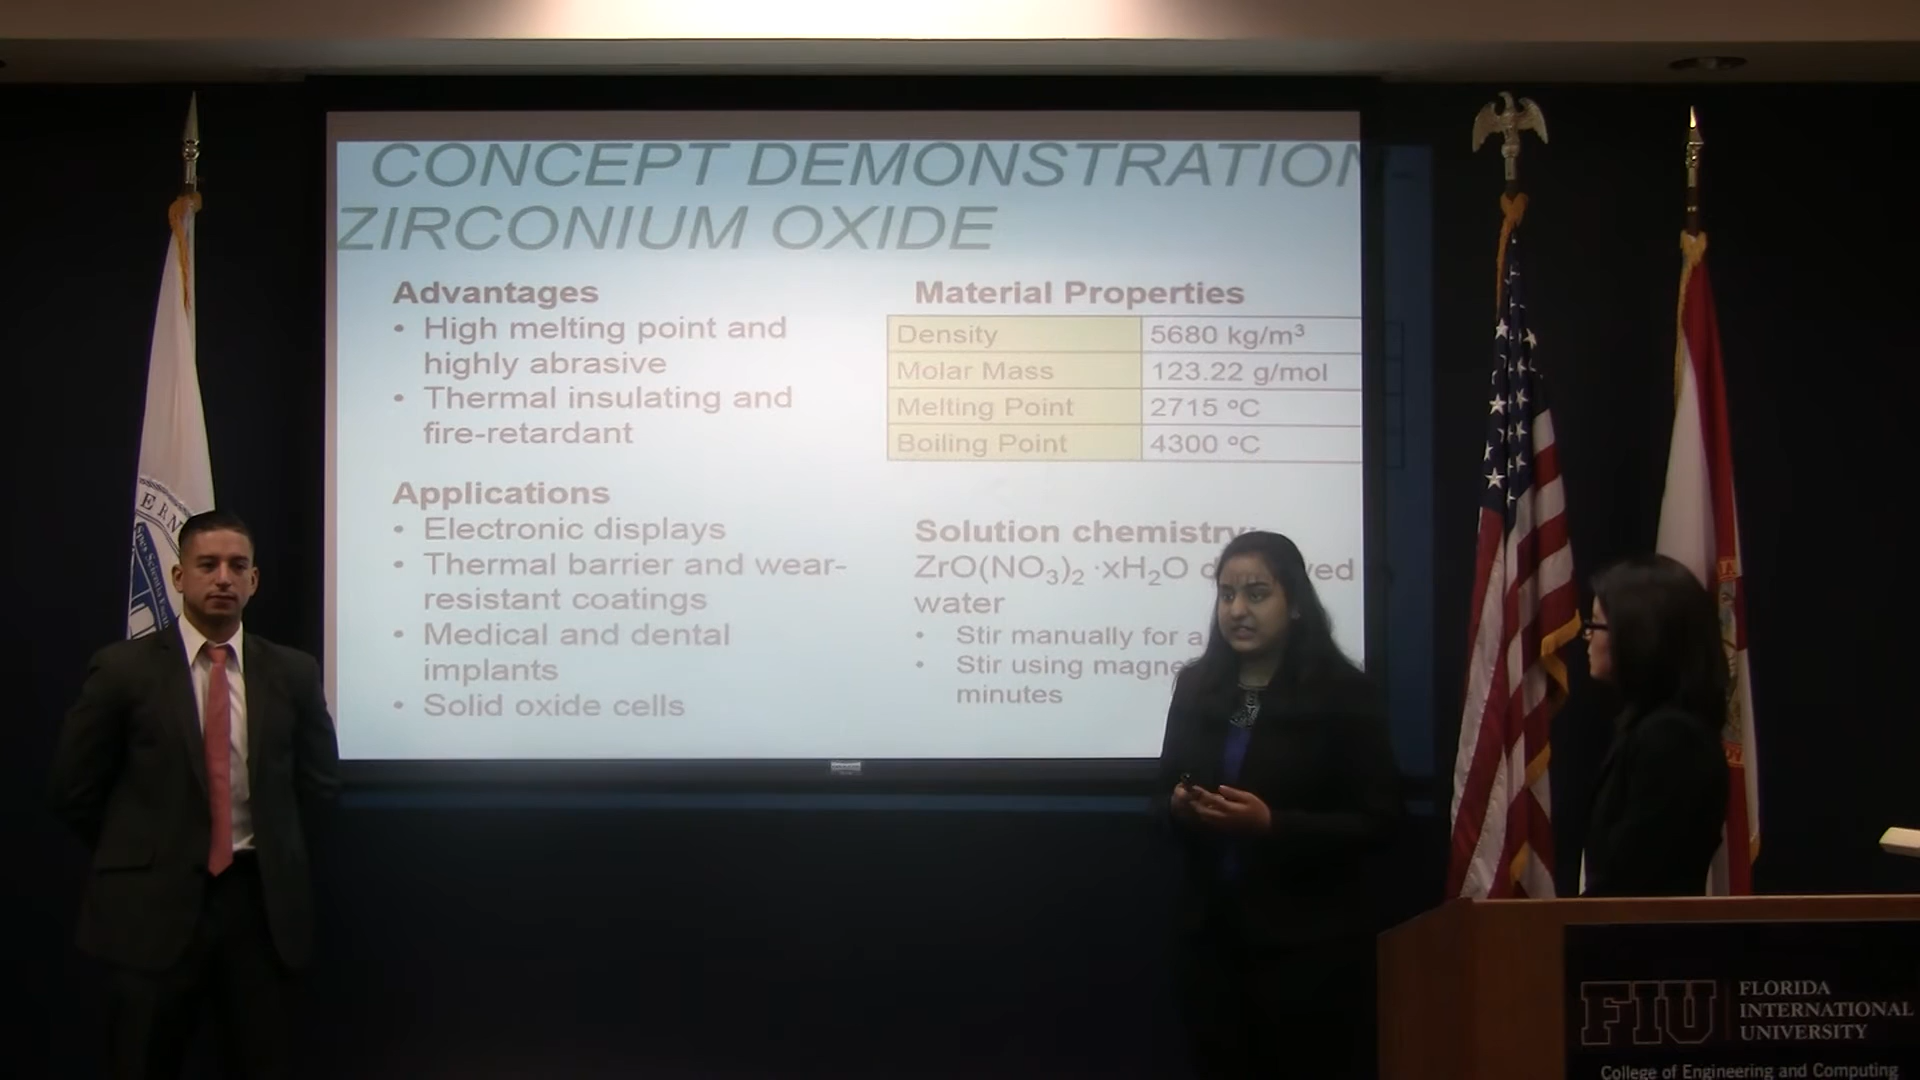 CONCEPT DEMONSTRATION
ZIRCONIUM OXIDE
Advantages
• High melting point and
highly abrasive
• Thermal insulating and
fire-retardant
Applications
• Electronic displays
• Thermal barrier and wear-
resistant coatings
• Medical and dental
implants
• Solid oxide cells
Material Properties
Density 5680 kg/m³
Molar Mass 123.22 g/mol
Melting Point 2715 ºC
Boiling Point 4300 ºC
Solution chemistry:
ZrO(NO₃)₂ ·xH₂O
water
• Stir manually for a
• Stir using
minutes
ERN
FIU
FLORIDA
INTERNATIONAL
UNIVERSITY
College of Engineering and Computing